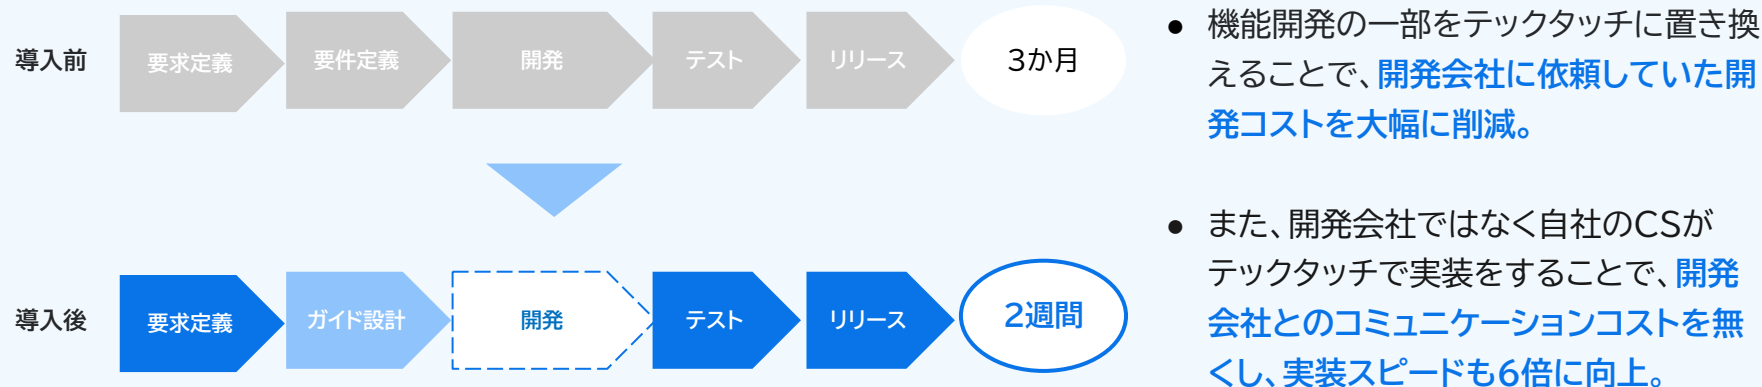 導入前
要求定義
要件定義
開発
テスト
リリース
3か月
導入後
要求定義
ガイド設計
開発
テスト
リリース
2週間
● 機能開発の一部をテックタッチに置き換
えることで、開発会社に依頼していた開
発コストを大幅に削減。
● また、開発会社ではなく自社のCSが
テックタッチで実装をすることで、開発
会社とのコミュニケーションコストを無
くし、実装スピードも6倍に向上。